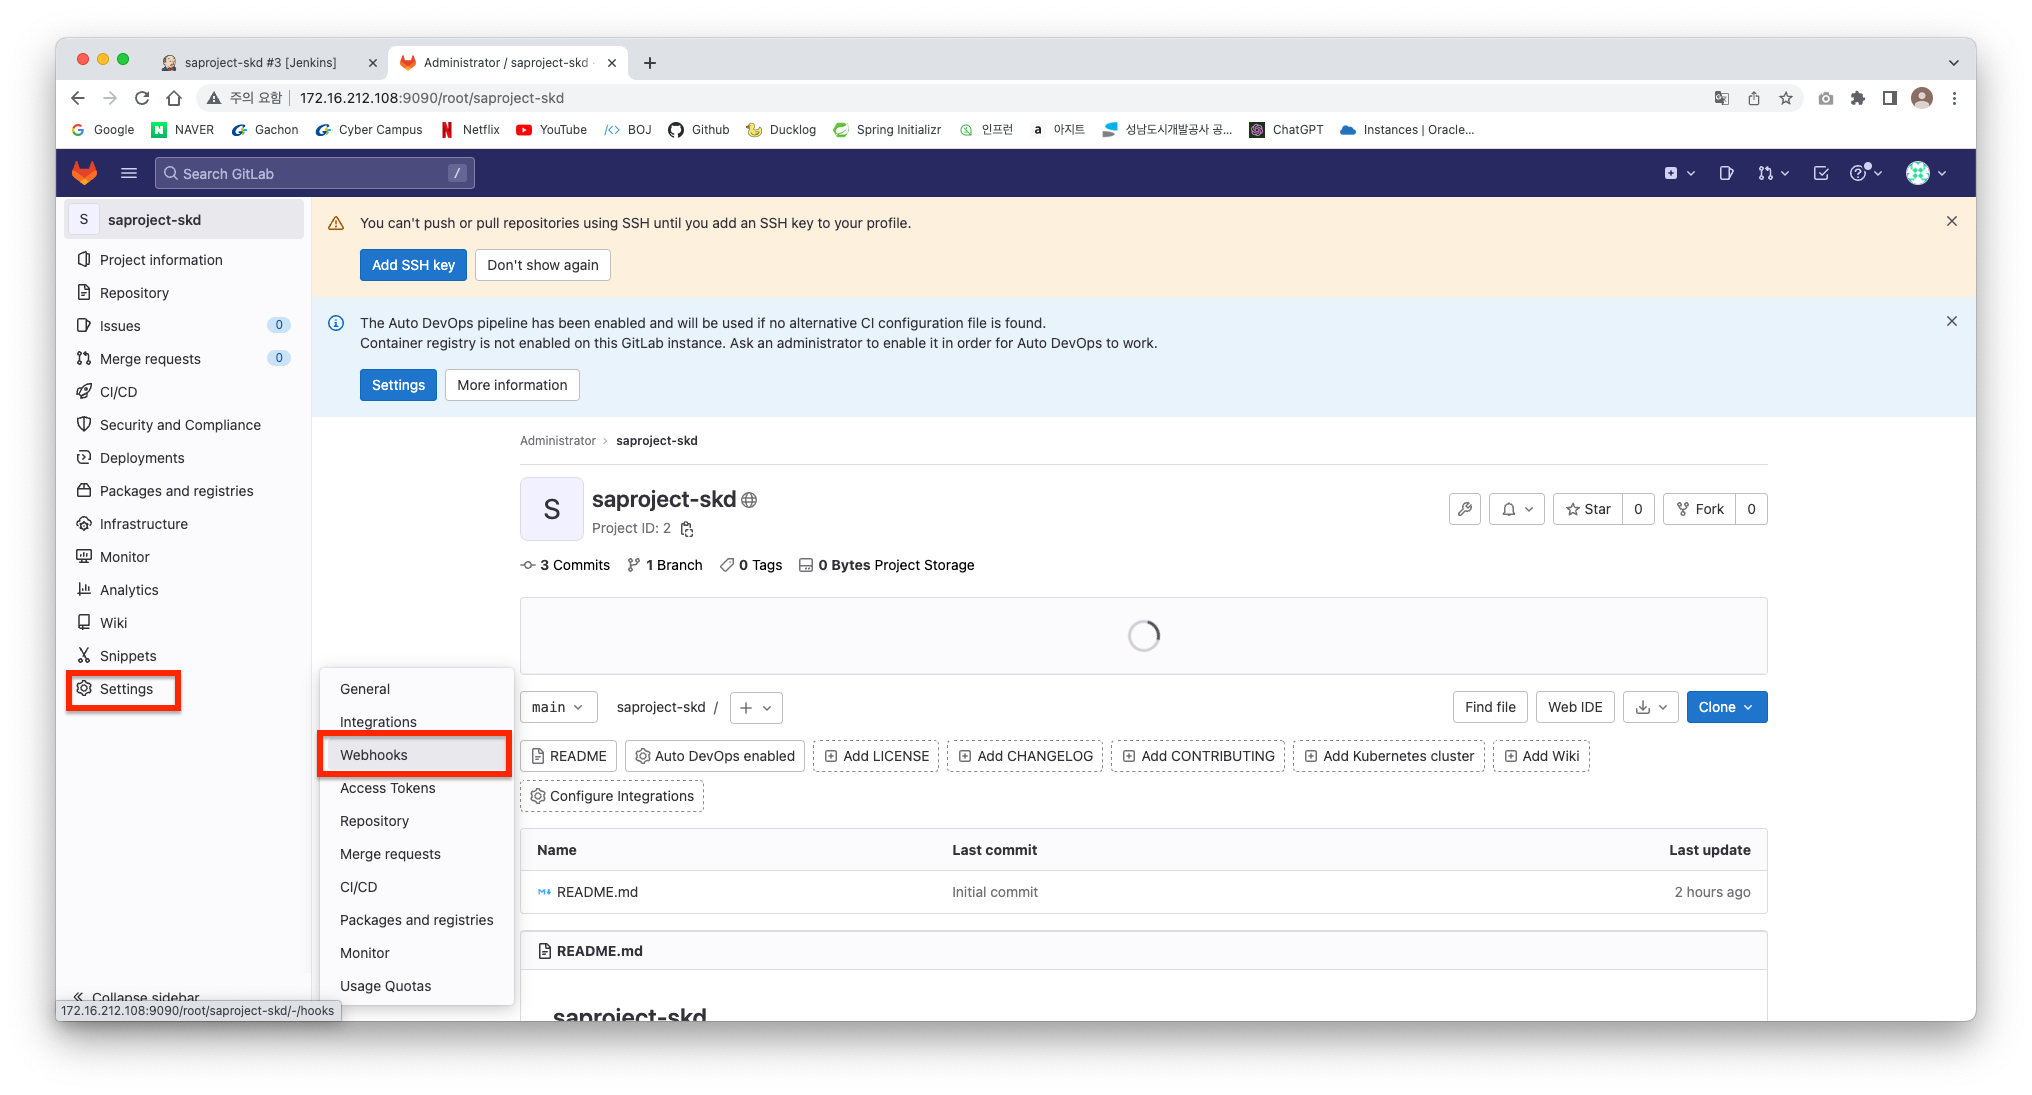 saproject-skd #3 [Jenkins]
Administrator / saproject-skd
주의 요함 172.16.212.108:9090/root/saproject-skd
Google NAVER Gachon Cyber Campus Netflix YouTube BOJ Github Ducklog Spring Initializr 인프런 아지트 성남도시개발공사 공... ChatGPT Instances | Oracle...
Search GitLab /
S saproject-skd
Project information
Repository
Issues 0
Merge requests 0
CI/CD
Security and Compliance
Deployments
Packages and registries
Infrastructure
Monitor
Analytics
Wiki
Snippets
Settings
Collapse sidebar
172.16.212.108:9090/root/saproject-skd/-/hooks
General
Integrations
Webhooks
Access Tokens
Repository
Merge requests
CI/CD
Packages and registries
Monitor
Usage Quotas
You can't push or pull repositories using SSH until you add an SSH key to your profile.
Add SSH key Don't show again
The Auto DevOps pipeline has been enabled and will be used if no alternative CI configuration file is found.
Container registry is not enabled on this GitLab instance. Ask an administrator to enable it in order for Auto DevOps to work.
Settings More information
Administrator › saproject-skd
S saproject-skd
Project ID: 2
Star 0 Fork 0
3 Commits 1 Branch 0 Tags 0 Bytes Project Storage
main saproject-skd / +
Find file Web IDE Clone
README Auto DevOps enabled Add LICENSE Add CHANGELOG Add CONTRIBUTING Add Kubernetes cluster Add Wiki
Configure Integrations
Name Last commit Last update
README.md Initial commit 2 hours ago
README.md
saproject-skd